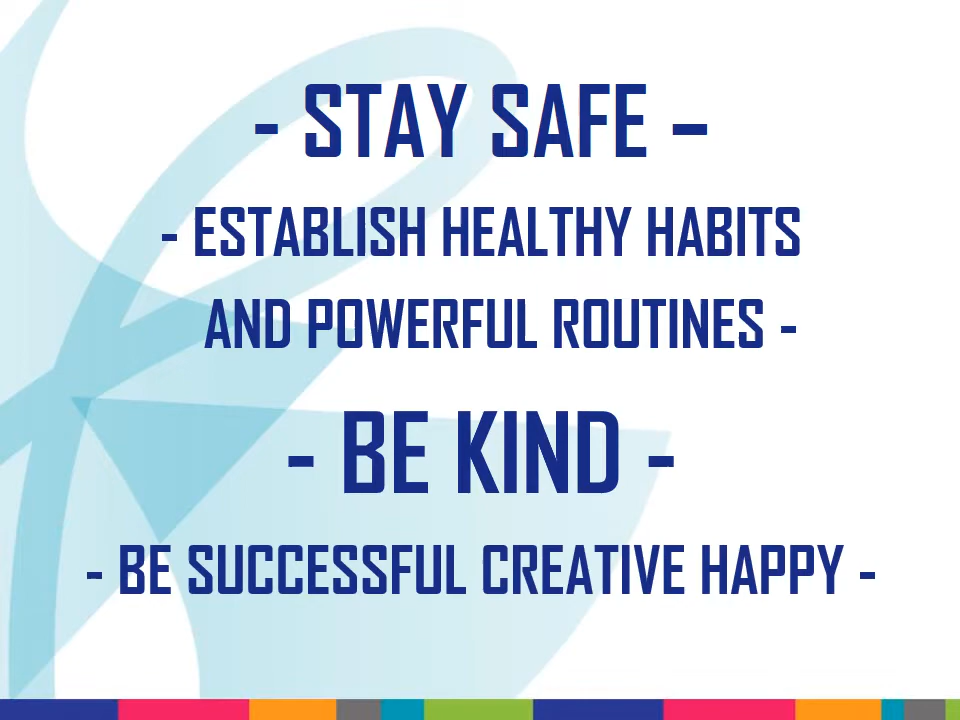 - STAY SAFE –
- ESTABLISH HEALTHY HABITS
AND POWERFUL ROUTINES -
- BE KIND -
- BE SUCCESSFUL CREATIVE HAPPY -